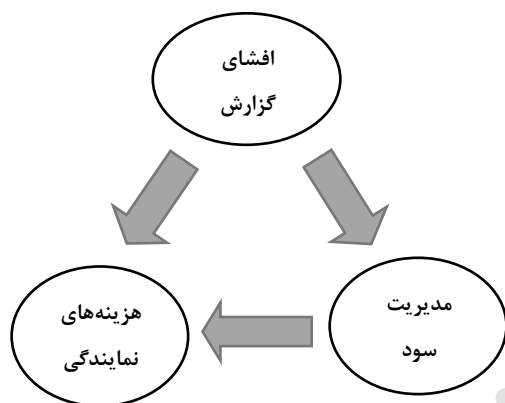 افشای
گزارش
مدیریت
سود
هزینه‌های
نمایندگی